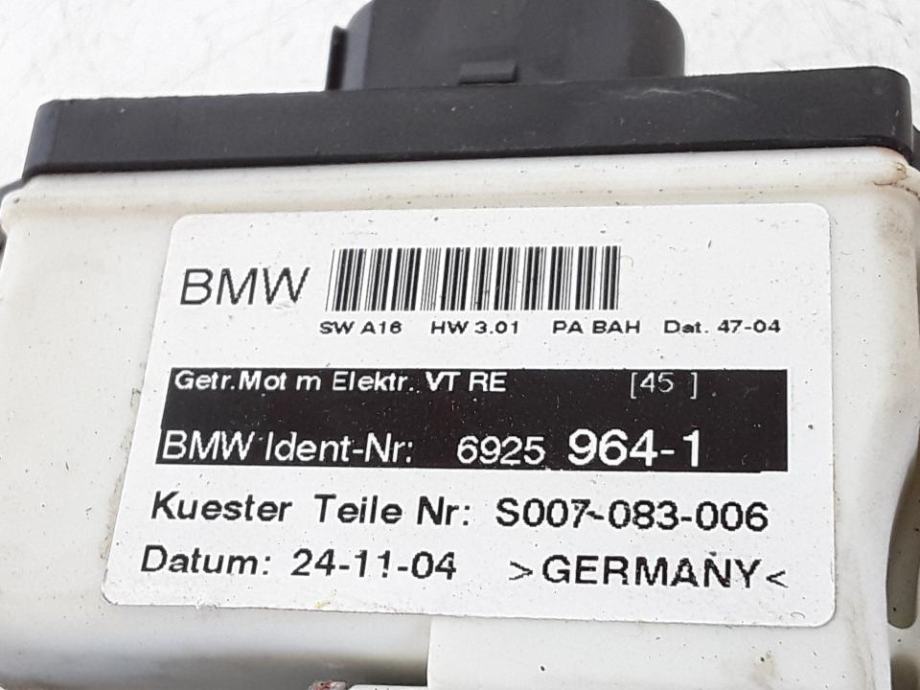 BMW
SW A16 HW 3.01 PA BAH Dat. 47-04
Getr.Mot m Elektr. VT RE [45 ]
BMW Ident-Nr: 6925 964-1
Kuester Teile Nr: S007-083-006
Datum: 24-11-04 >GERMANY<